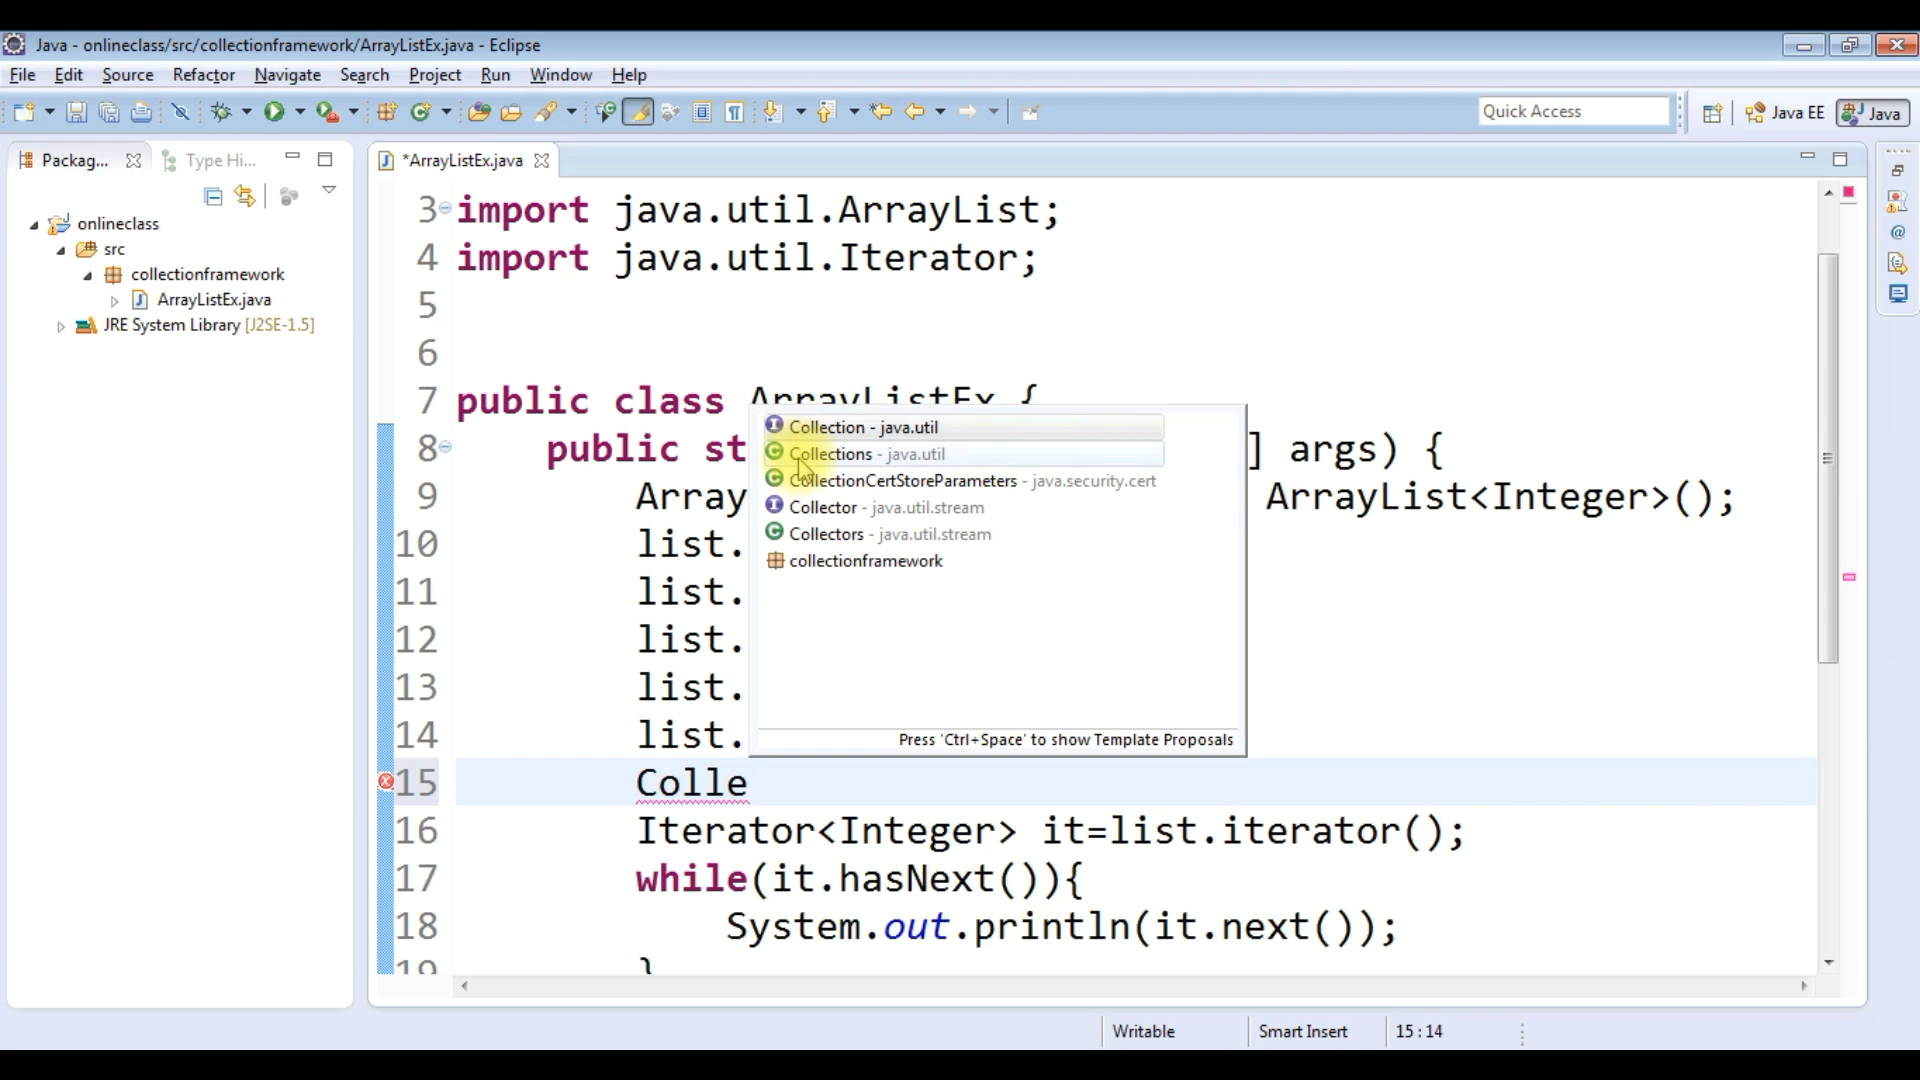 Java - onlineclass/src/collectionframework/ArrayListEx.java - Eclipse
File Edit Source Refactor Navigate Search Project Run Window Help
Quick Access
Java EE
Java
Packag...
Type Hi...
onlineclass
src
collectionframework
ArrayListEx.java
JRE System Library [J2SE-1.5]
*ArrayListEx.java
3 import java.util.ArrayList;
4 import java.util.Iterator;
5
6
7 public class ArrayListEx {
8 public st ] args) {
9 Array ArrayList<Integer>();
10 list.
11 list.
12 list.
13 list.
14 list.
15 Colle
16 Iterator<Integer> it=list.iterator();
17 while(it.hasNext()){
18 System.out.println(it.next());
19 }
Collection - java.util
Collections - java.util
CollectionCertStoreParameters - java.security.cert
Collector - java.util.stream
Collectors - java.util.stream
collectionframework
Press 'Ctrl+Space' to show Template Proposals
Writable
Smart Insert
15 : 14